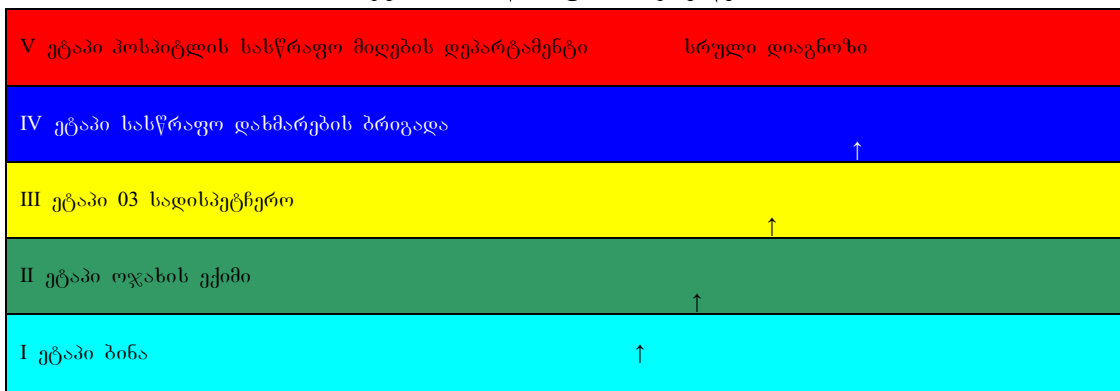 V ეტაპი ჰოსპიტლის სასწრაფო მიღების დეპარტამენტი სრული დიაგნოზი
IV ეტაპი სასწრაფო დახმარების ბრიგადა
↑
III ეტაპი 03 სადისპეტჩერო
↑
II ეტაპი ოჯახის ექიმი
↑
I ეტაპი ბინა ↑